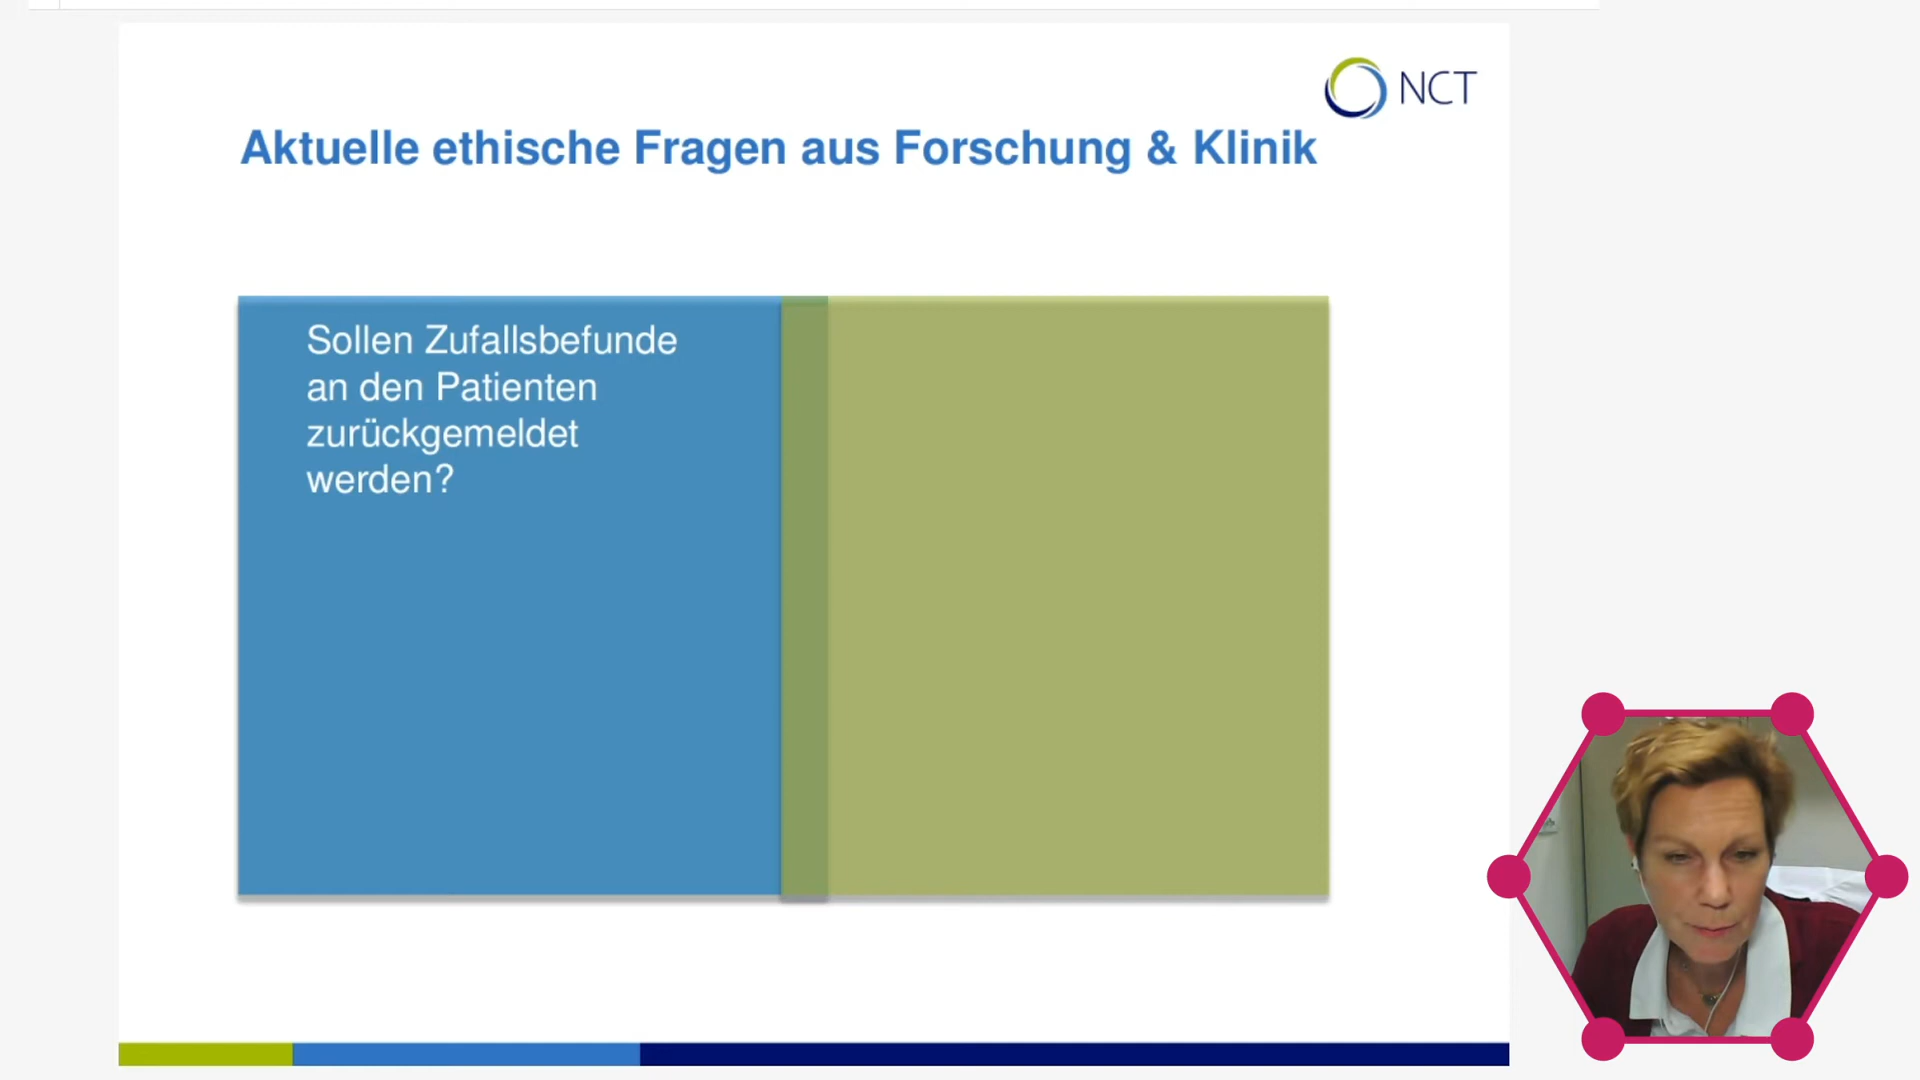 NCT
Aktuelle ethische Fragen aus Forschung & Klinik
Sollen Zufallsbefunde
an den Patienten
zurückgemeldet
werden?